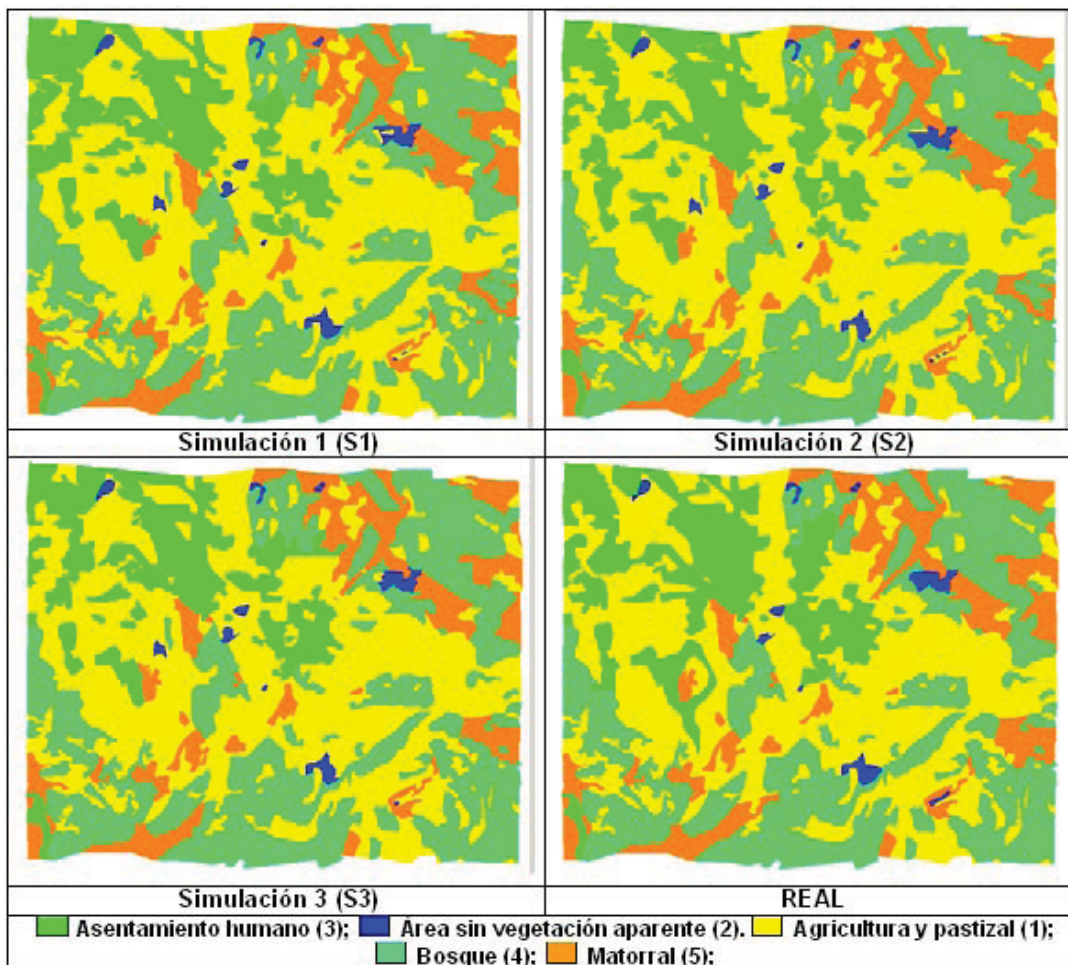 Simulación 1 (S1)
Simulación 2 (S2)
Simulación 3 (S3)
REAL
Asentamiento humano (3); Área sin vegetación aparente (2). Agricultura y pastizal (1);
Bosque (4); Matorral (5);